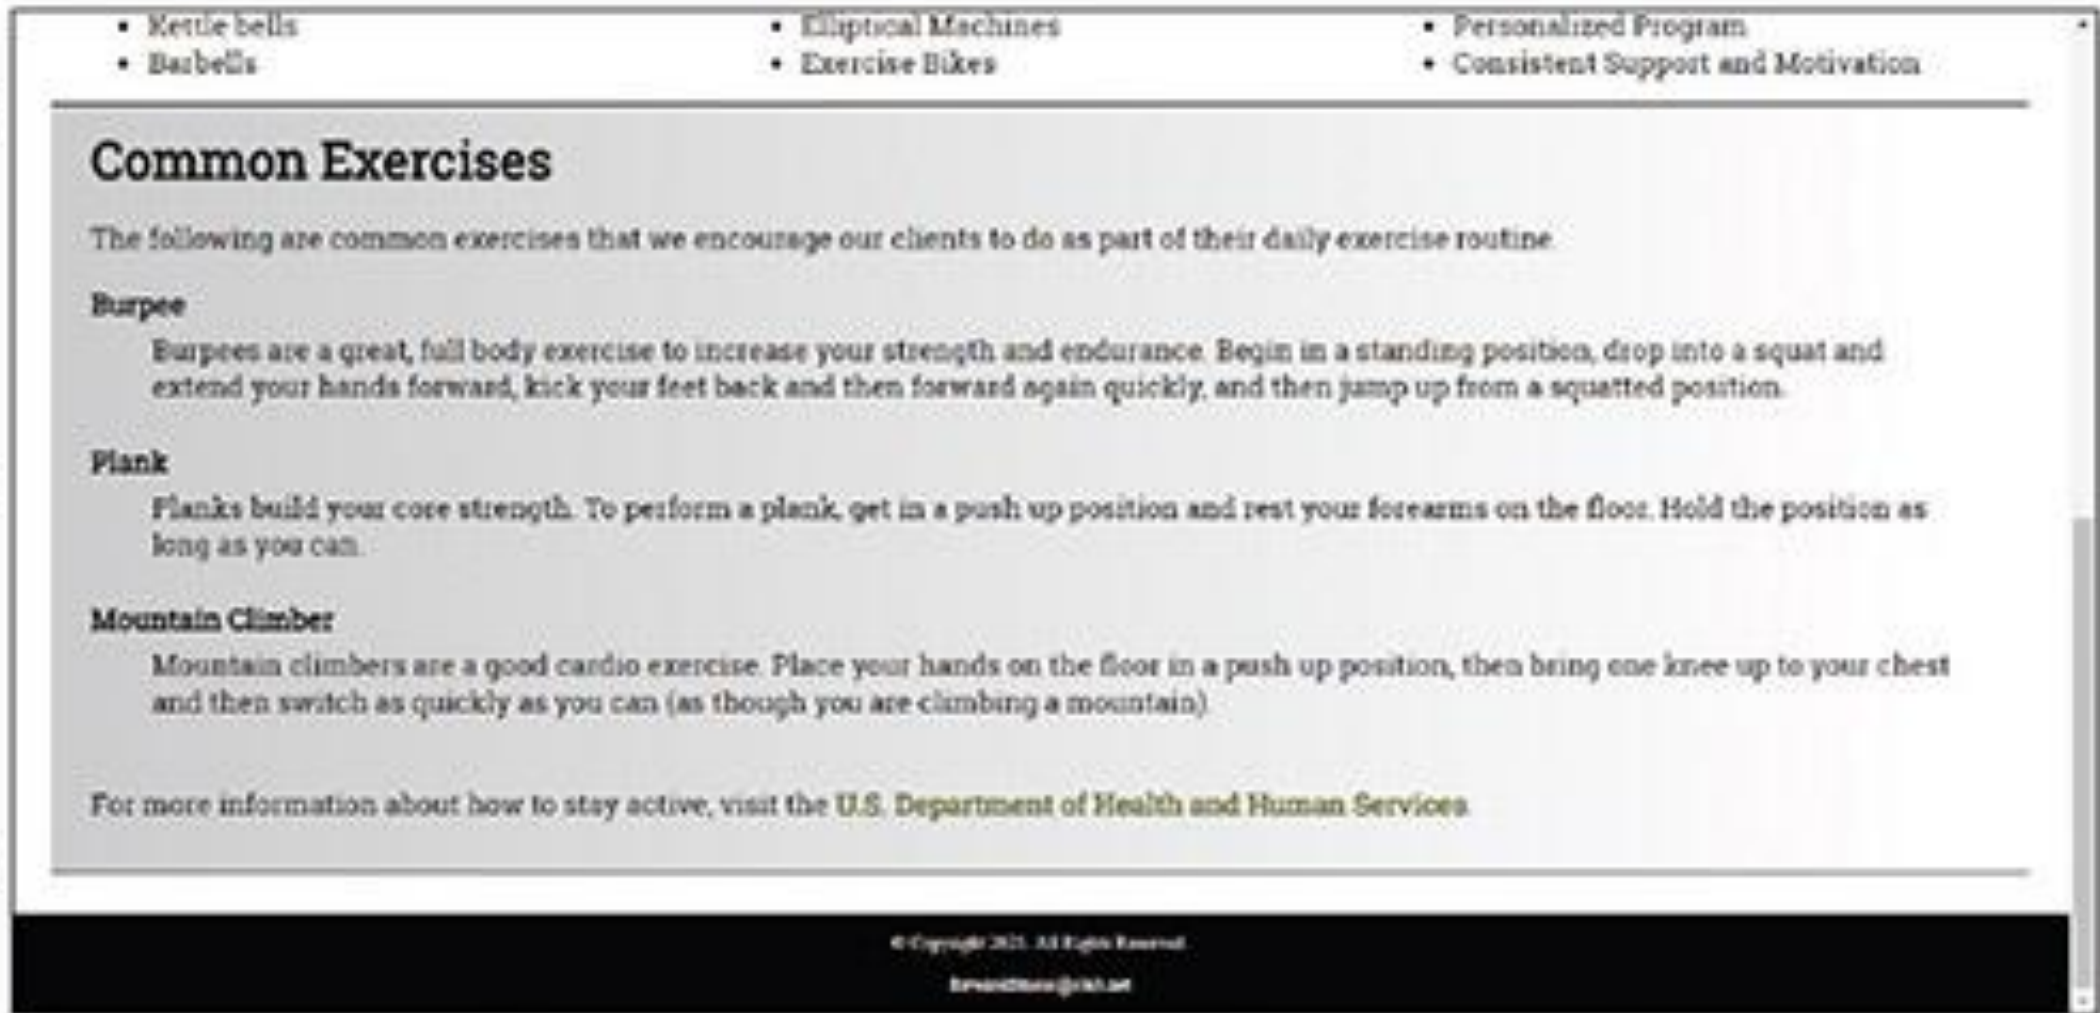 • Kettle bells
• Barbells
• Elliptical Machines
• Exercise Bikes
• Personalized Program
• Consistent Support and Motivation
Common Exercises
The following are common exercises that we encourage our clients to do as part of their daily exercise routine.
Burpee
Burpees are a great, full body exercise to increase your strength and endurance. Begin in a standing position, drop into a squat and
extend your hands forward, kick your feet back and then forward again quickly, and then jump up from a squatted position.
Plank
Planks build your core strength. To perform a plank, get in a push up position and rest your forearms on the floor. Hold the position as
long as you can.
Mountain Climber
Mountain climbers are a good cardio exercise. Place your hands on the floor in a push up position, then bring one knee up to your chest
and then switch as quickly as you can (as though you are climbing a mountain).
For more information about how to stay active, visit the U.S. Department of Health and Human Services.
© Copyright 2021. All Rights Reserved.